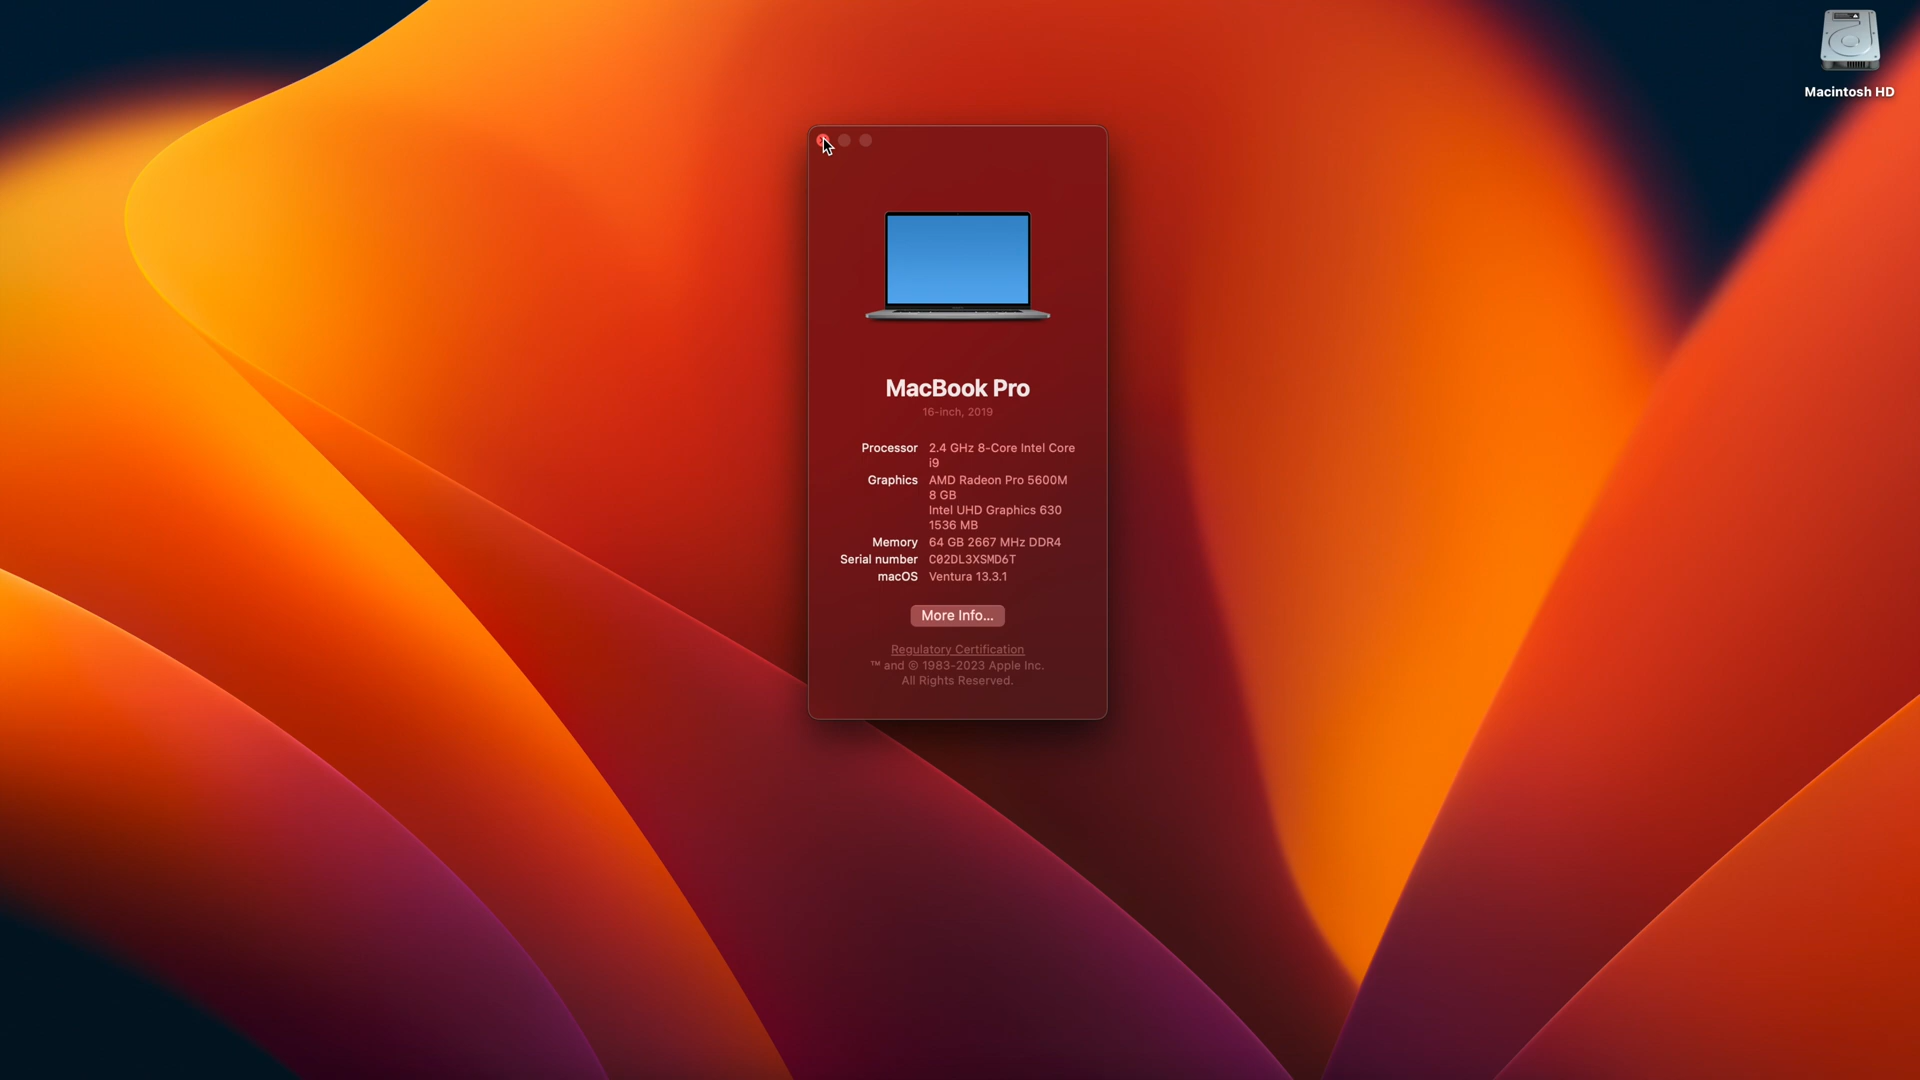 Macintosh HD
MacBook Pro
16-inch, 2019
Processor 2.4 GHz 8-Core Intel Core
i9
Graphics AMD Radeon Pro 5600M
8 GB
Intel UHD Graphics 630
1536 MB
Memory 64 GB 2667 MHz DDR4
Serial number C02DL3XSMD6T
macOS Ventura 13.3.1
More Info...
Regulatory Certification
™ and © 1983-2023 Apple Inc.
All Rights Reserved.